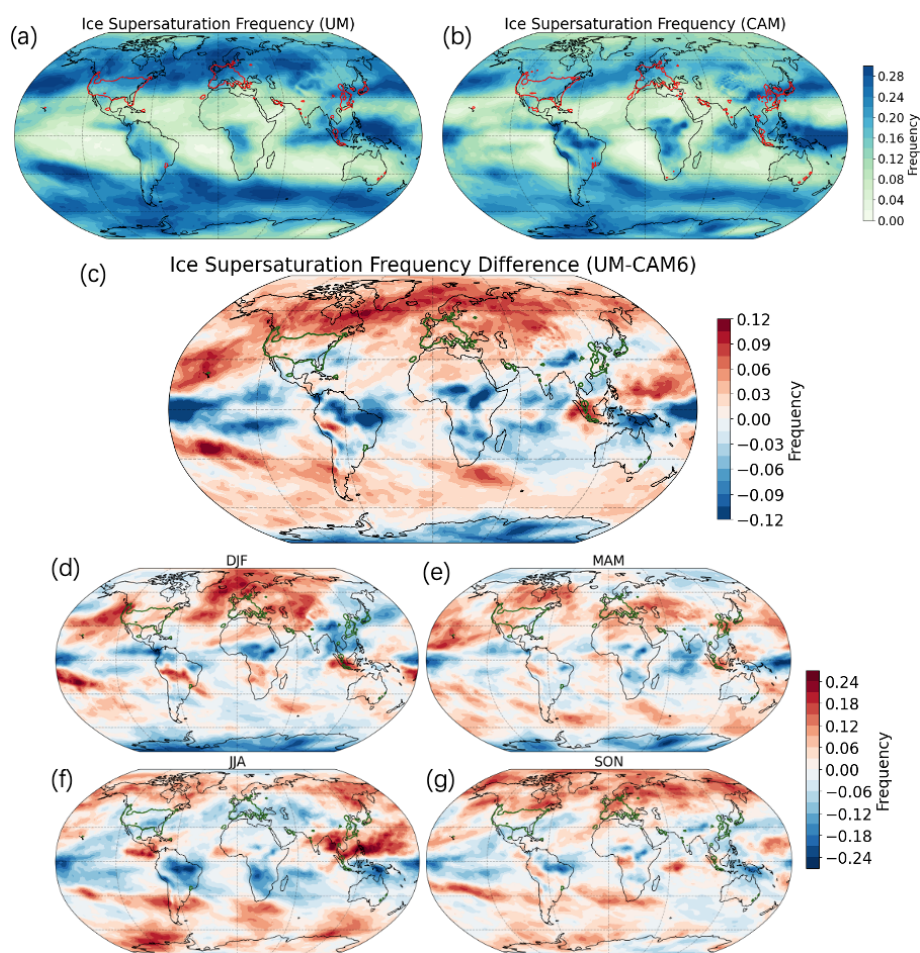 (a) Ice Supersaturation Frequency (UM)
(b) Ice Supersaturation Frequency (CAM)
0.28
0.24
0.20
0.16
0.12
0.08
0.04
0.00
Frequency
(c) Ice Supersaturation Frequency Difference (UM-CAM6)
0.12
0.09
0.06
0.03
0.00
−0.03
−0.06
−0.09
−0.12
Frequency
(d) DJF
(e) MAM
(f) JJA
(g) SON
0.24
0.18
0.12
0.06
0.00
−0.06
−0.12
−0.18
−0.24
Frequency